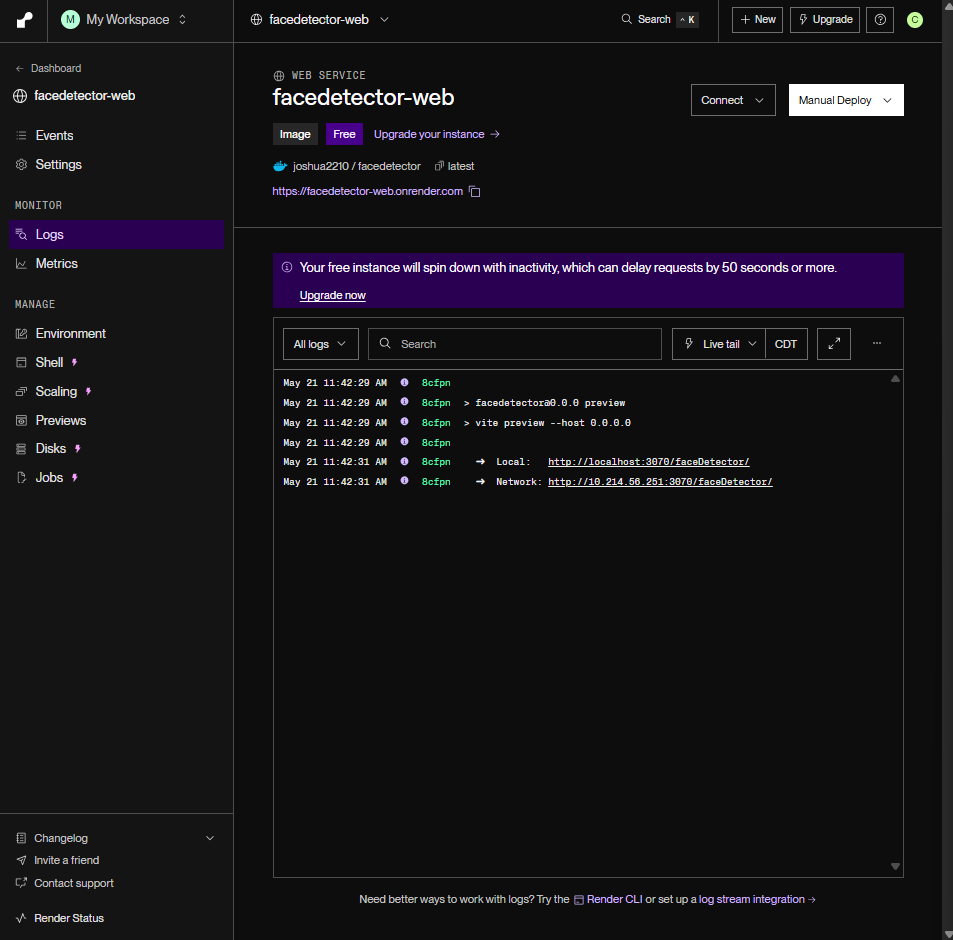 M My Workspace
facedetector-web
Search ^ K
+ New
Upgrade
C
← Dashboard
facedetector-web
Events
Settings
MONITOR
Logs
Metrics
MANAGE
Environment
Shell
Scaling
Previews
Disks
Jobs
Changelog
Invite a friend
Contact support
Render Status
WEB SERVICE
facedetector-web
Connect
Manual Deploy
Image Free Upgrade your instance →
joshua2210 / facedetector latest
https://facedetector-web.onrender.com
Your free instance will spin down with inactivity, which can delay requests by 50 seconds or more.
Upgrade now
All logs Search Live tail CDT ...
May 21 11:42:29 AM 8cfpn
May 21 11:42:29 AM 8cfpn > facedetector@0.0.0 preview
May 21 11:42:29 AM 8cfpn > vite preview --host 0.0.0.0
May 21 11:42:29 AM 8cfpn
May 21 11:42:31 AM 8cfpn → Local: http://localhost:3070/faceDetector/
May 21 11:42:31 AM 8cfpn → Network: http://10.214.56.251:3070/faceDetector/
Need better ways to work with logs? Try the Render CLI or set up a log stream integration →